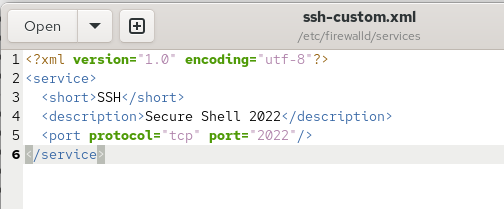 Open
ssh-custom.xml
/etc/firewalld/services
1 <?xml version="1.0" encoding="utf-8"?>
2 <service>
3   <short>SSH</short>
4   <description>Secure Shell 2022</description>
5   <port protocol="tcp" port="2022"/>
6 </service>